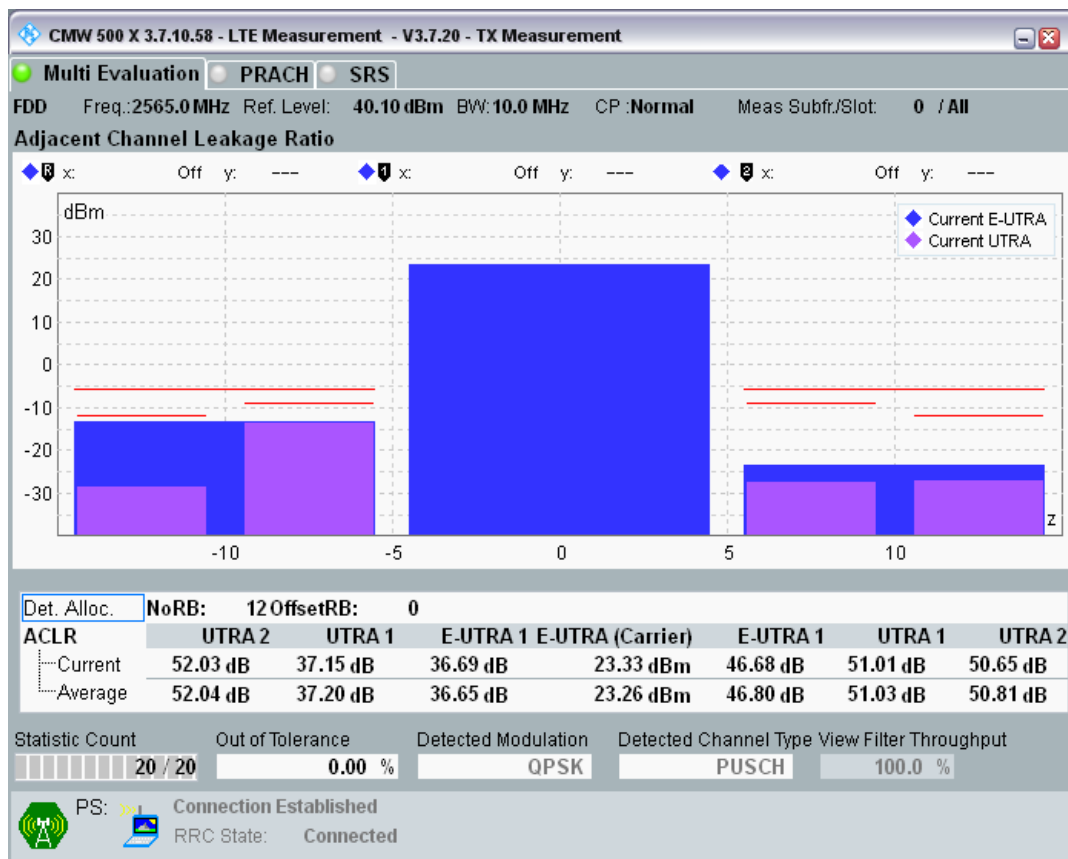 CMW 500 X 3.7.10.58 - LTE Measurement - V3.7.20 - TX Measurement
Multi Evaluation PRACH SRS
FDD Freq.:2565.0 MHz Ref. Level: 40.10 dBm BW:10.0 MHz CP :Normal Meas Subfr./Slot: 0 / All
Adjacent Channel Leakage Ratio
R x: Off y: --- 1 x: Off y: --- 2 x: Off y: ---
dBm
Current E-UTRA
Current UTRA
30
20
10
0
-10
-20
-30
z
-10 -5 0 5 10
Det. Alloc. NoRB: 12 OffsetRB: 0
ACLR UTRA 2 UTRA 1 E-UTRA 1 E-UTRA (Carrier) E-UTRA 1 UTRA 1 UTRA 2
Current 52.03 dB 37.15 dB 36.69 dB 23.33 dBm 46.68 dB 51.01 dB 50.65 dB
Average 52.04 dB 37.20 dB 36.65 dB 23.26 dBm 46.80 dB 51.03 dB 50.81 dB
Statistic Count Out of Tolerance Detected Modulation Detected Channel Type View Filter Throughput
20 / 20 0.00 % QPSK PUSCH 100.0 %
PS: Connection Established
RRC State: Connected